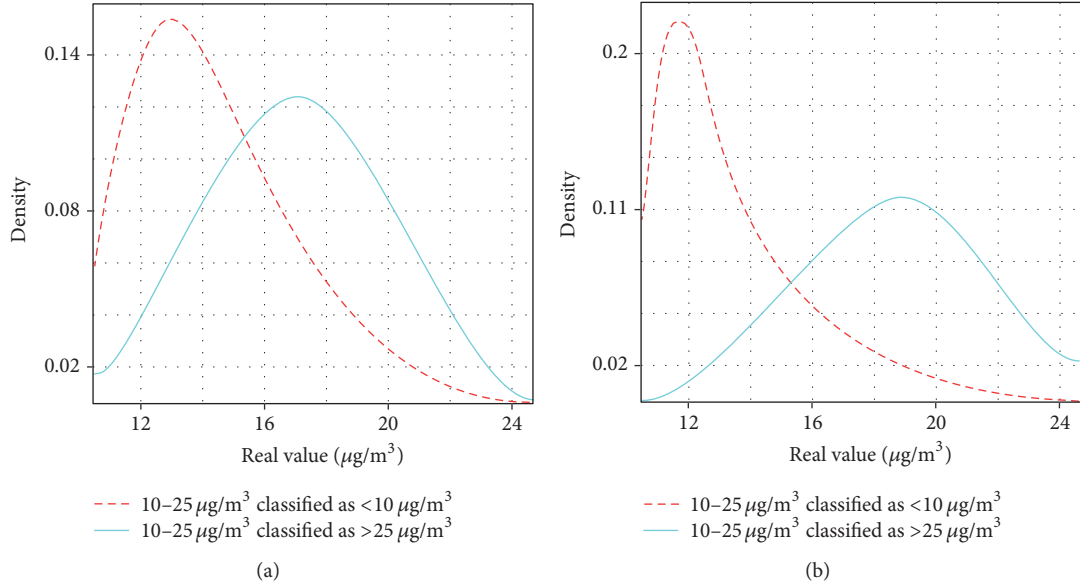 0.14
0.08
0.02
Density
12 16 20 24
Real value (μg/m³)
10–25 μg/m³ classified as <10 μg/m³
10–25 μg/m³ classified as >25 μg/m³
(a)
0.2
0.11
0.02
Density
12 16 20 24
Real value (μg/m³)
10–25 μg/m³ classified as <10 μg/m³
10–25 μg/m³ classified as >25 μg/m³
(b)